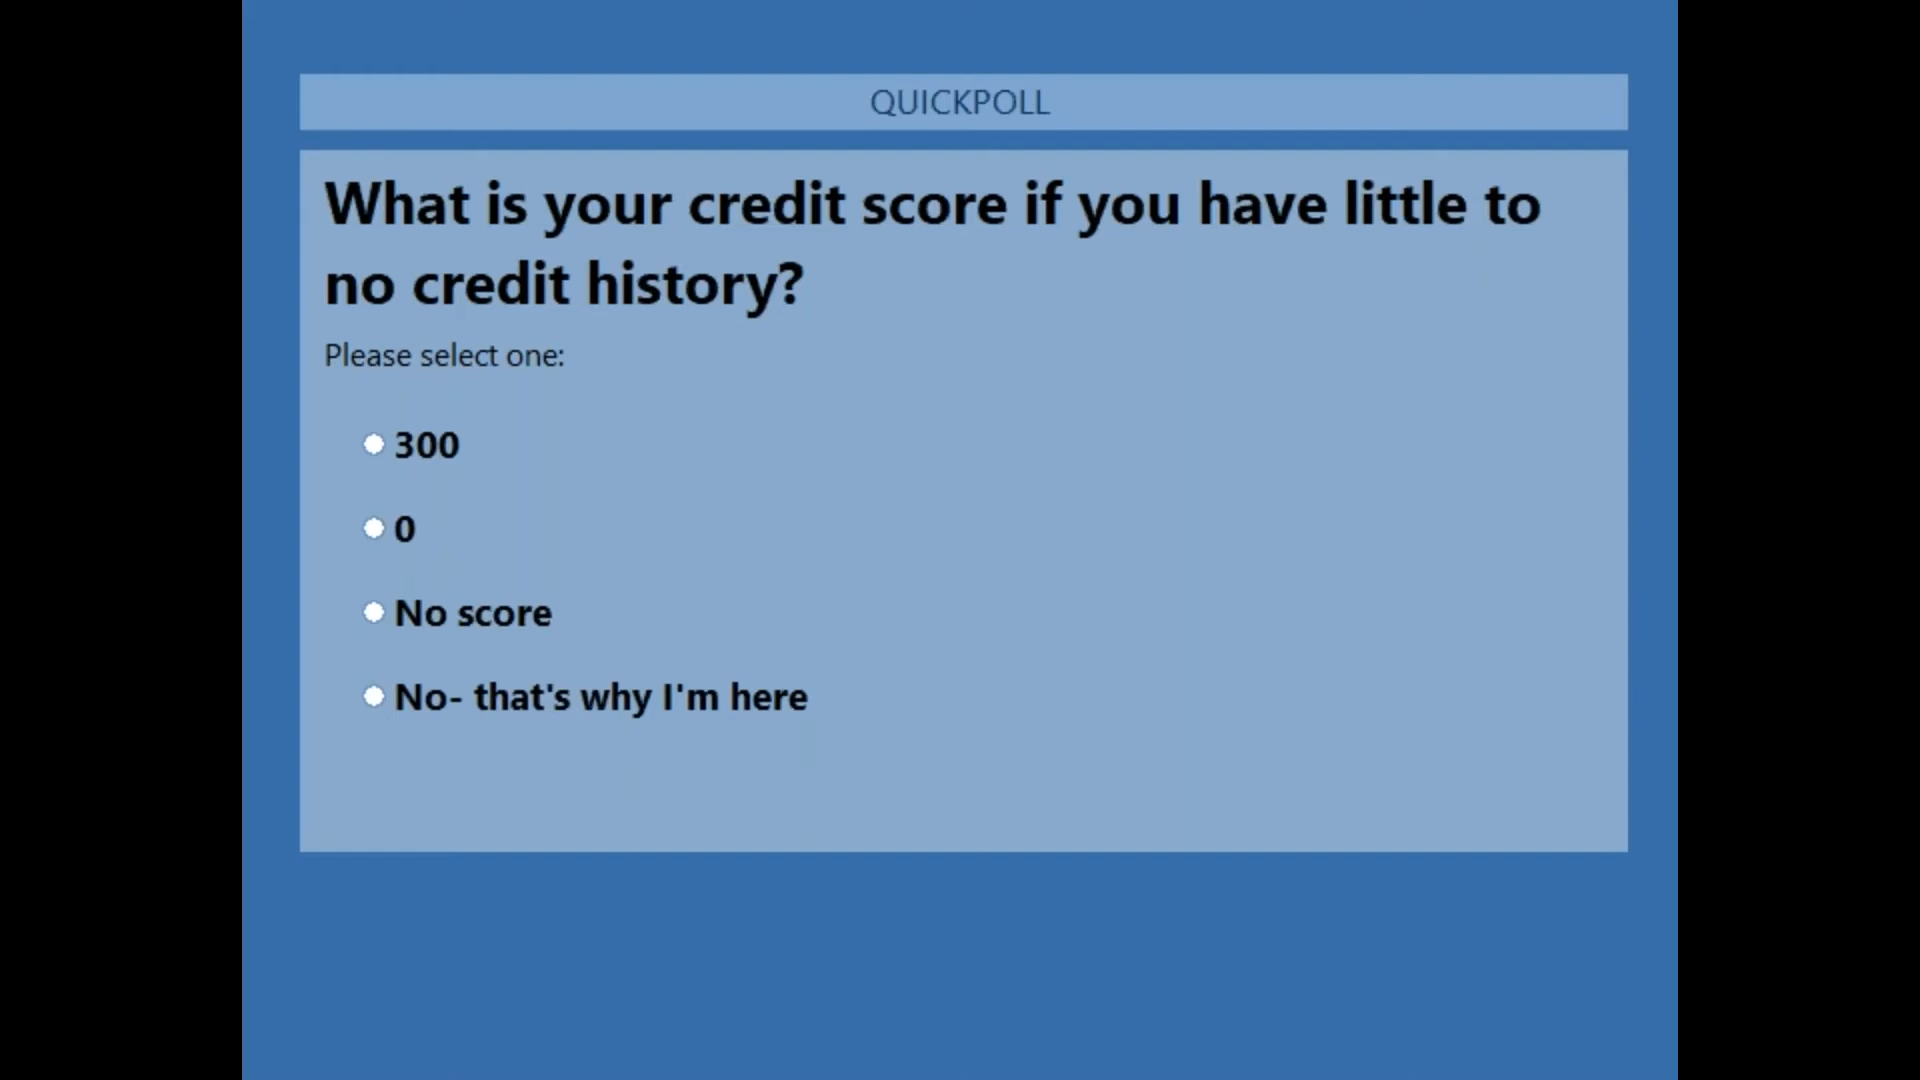 QUICKPOLL
What is your credit score if you have little to
no credit history?
Please select one:
300
0
No score
No- that's why I'm here